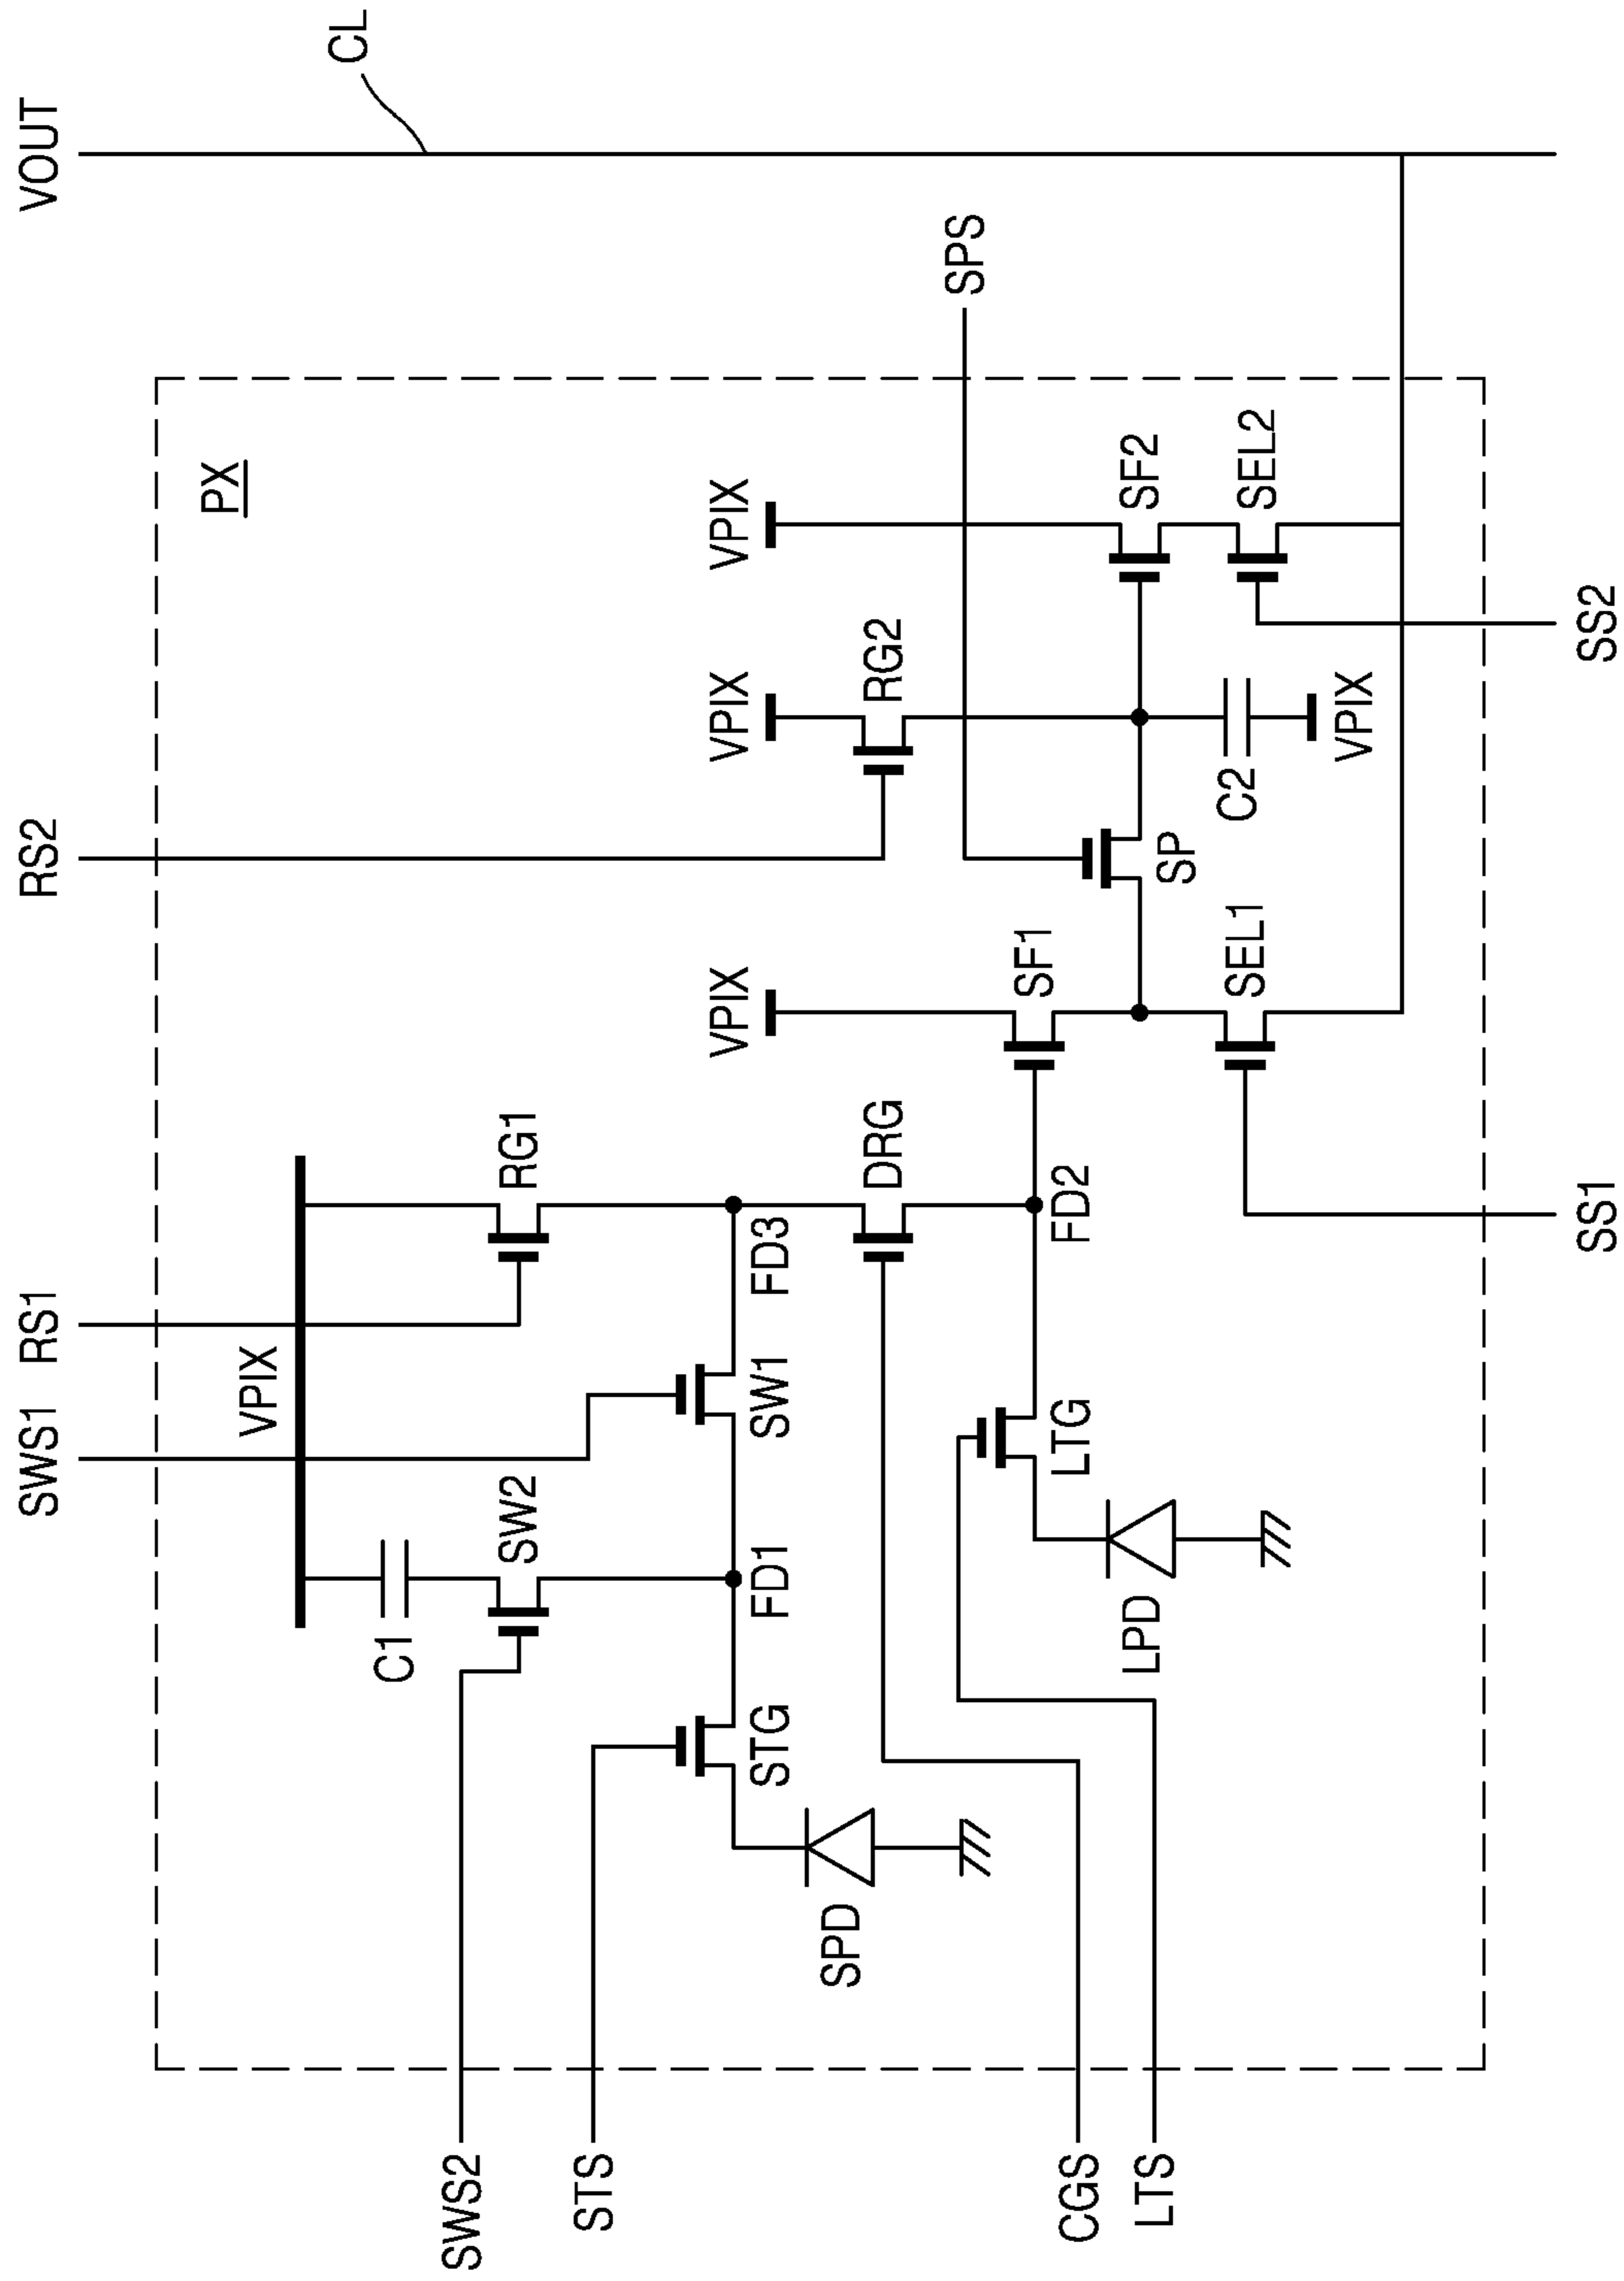 VOUT
CL
SPS
PX
VPIX
SF2
SEL2
SS2
RS2
VPIX
RG2
SP
C2
VPIX
VPIX
SF1
SEL1
SS1
SWS1
RS1
VPIX
RG1
FD3
DRG
FD2
SW1
SW2
C1
FD1
LTG
LPD
STG
SPD
SWS2
STS
CGS
LTS